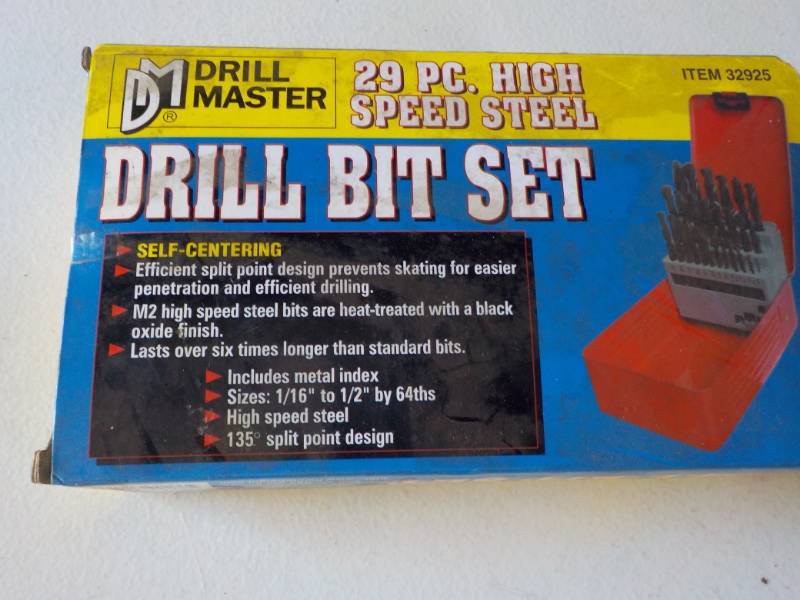 DM®
DRILL
MASTER
29 PC. HIGH
SPEED STEEL
ITEM 32925
DRILL BIT SET
SELF-CENTERING
Efficient split point design prevents skating for easier
penetration and efficient drilling.
M2 high speed steel bits are heat-treated with a black
oxide finish.
Lasts over six times longer than standard bits.
Includes metal index
Sizes: 1/16" to 1/2" by 64ths
High speed steel
135° split point design